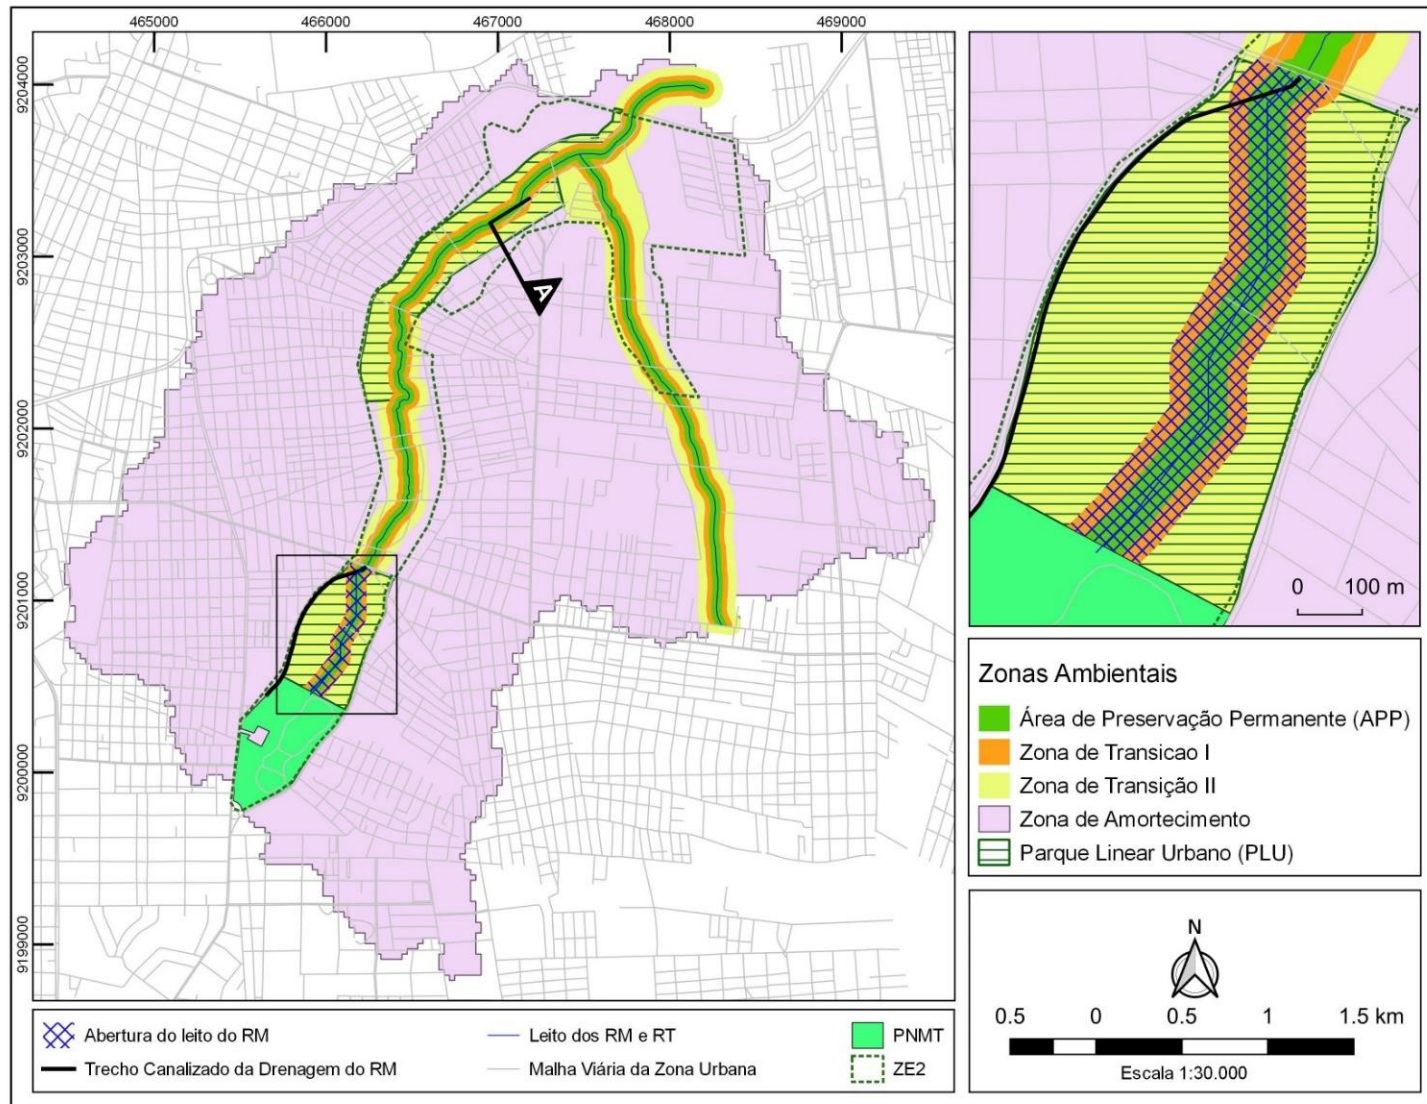 465000 466000 467000 468000 469000
9204000
9203000
9202000
9201000
9200000
9199000
A
0 100 m
Zonas Ambientais
Área de Preservação Permanente (APP)
Zona de Transicao I
Zona de Transição II
Zona de Amortecimento
Parque Linear Urbano (PLU)
N
0.5 0 0.5 1 1.5 km
Escala 1:30.000
Abertura do leito do RM Leito dos RM e RT PNMT
Trecho Canalizado da Drenagem do RM Malha Viária da Zona Urbana ZE2